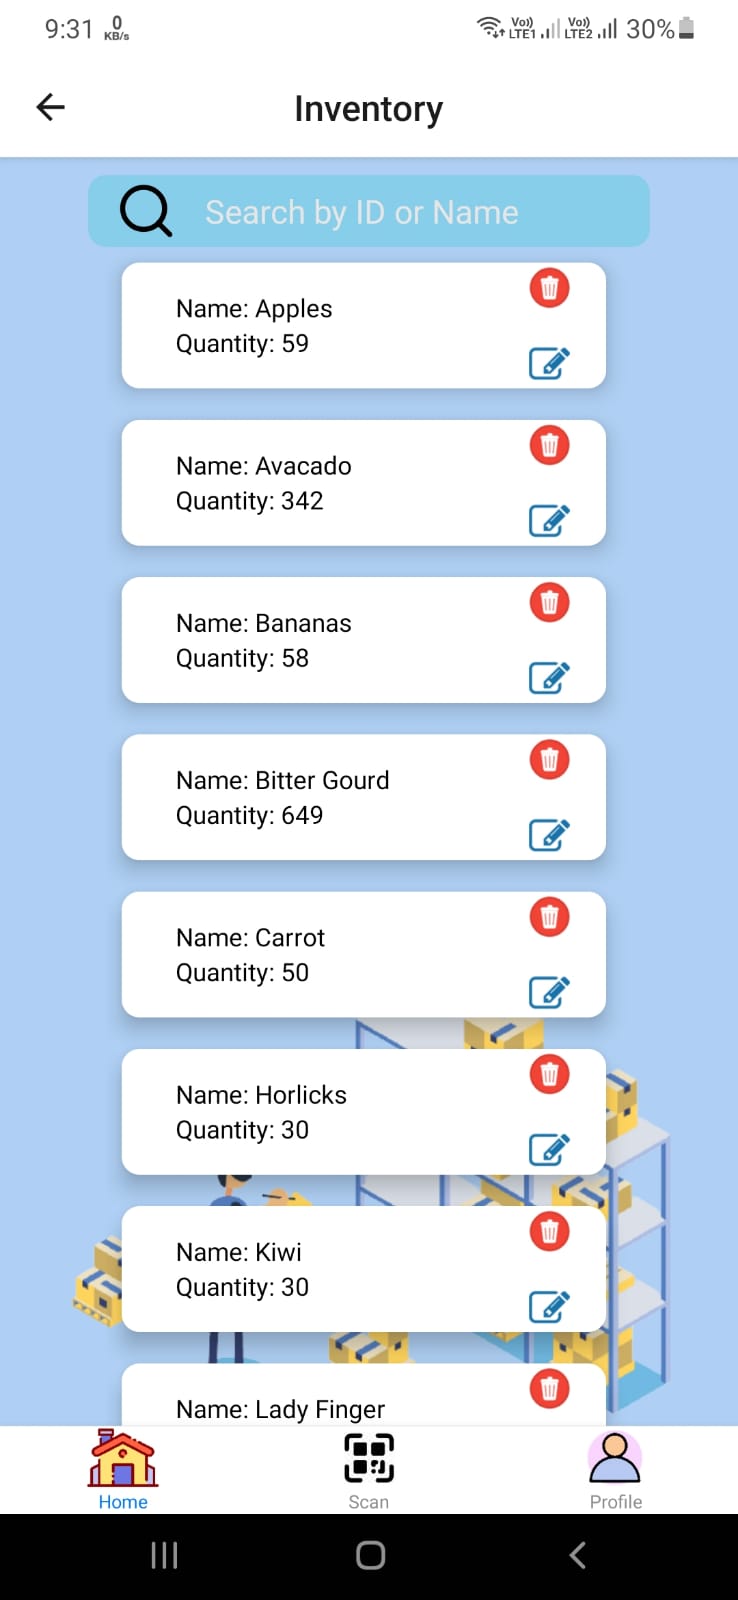 9:31 0 KB/s Vo)) LTE1 Vo)) LTE2 30%
Inventory
Search by ID or Name
Name: Apples
Quantity: 59
Name: Avacado
Quantity: 342
Name: Bananas
Quantity: 58
Name: Bitter Gourd
Quantity: 649
Name: Carrot
Quantity: 50
Name: Horlicks
Quantity: 30
Name: Kiwi
Quantity: 30
Name: Lady Finger
Home Scan Profile